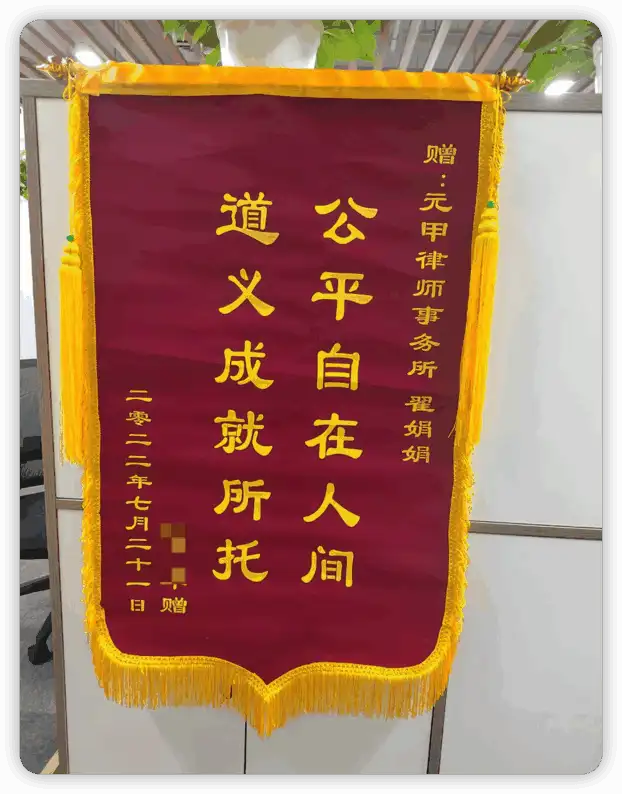 赠：元甲律师事务所 翟娟娟
公平自在人间
道义成就所托
赠
二零二二年七月二十一日